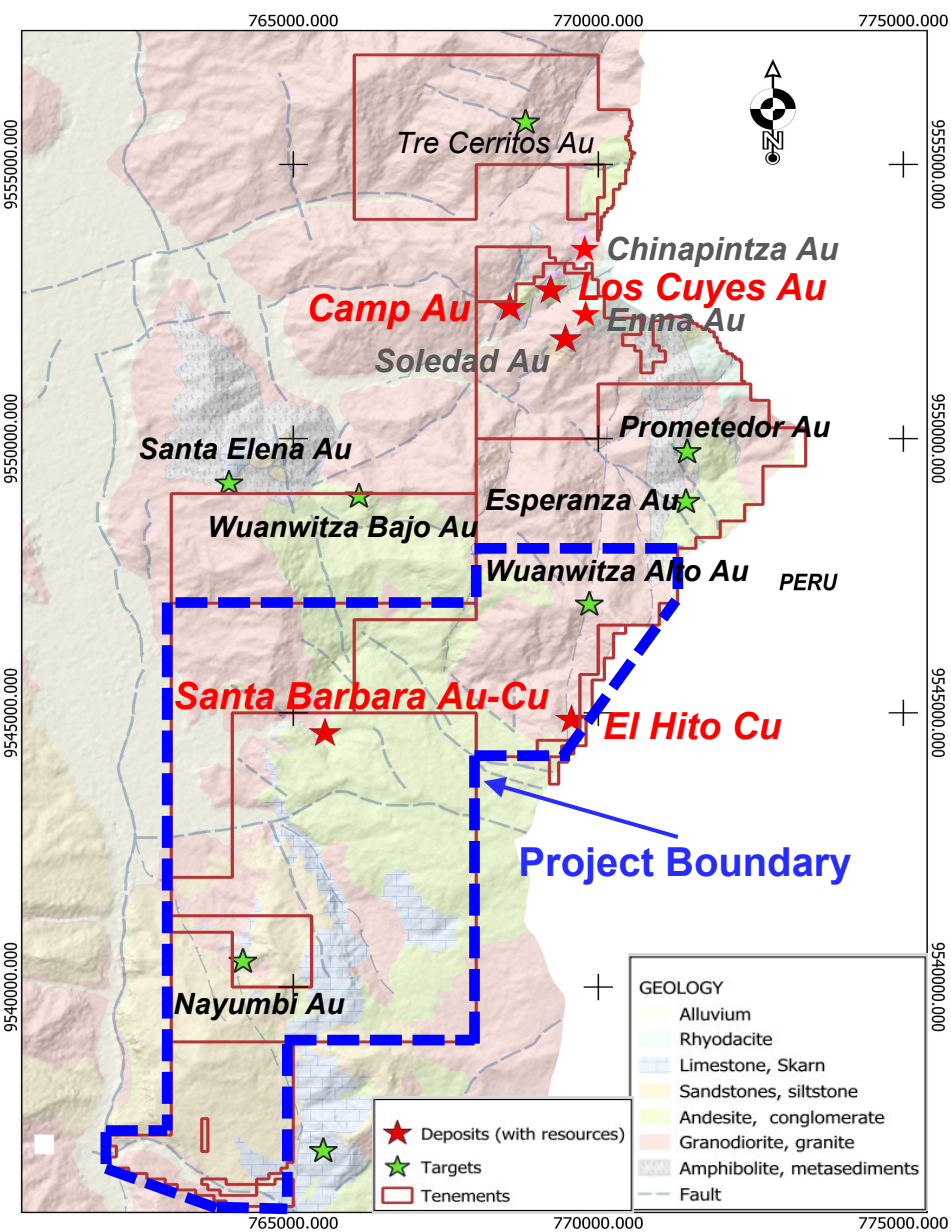 765000.000
770000.000
775000.000
N
9555000.000
9555000.000
Tre Cerritos Au
Chinapintza Au
Los Cuyes Au
Camp Au
Enma Au
Soledad Au
9550000.000
9550000.000
Prometedor Au
Santa Elena Au
Esperanza Au
Wuanwitza Bajo Au
Wuanwitza Alto Au
PERU
9545000.000
9545000.000
Santa Barbara Au-Cu
El Hito Cu
Project Boundary
9540000.000
9540000.000
Nayumbi Au
GEOLOGY
Alluvium
Rhyodacite
Limestone, Skarn
Sandstones, siltstone
Andesite, conglomerate
Granodiorite, granite
Amphibolite, metasediments
Fault
Deposits (with resources)
Targets
Tenements
765000.000
770000.000
775000.000